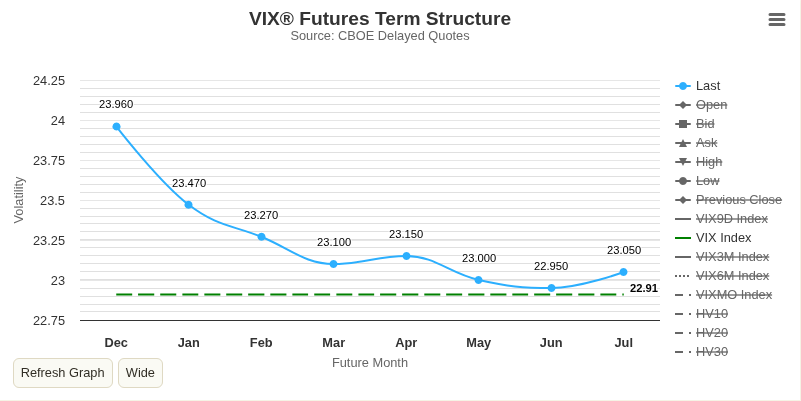 VIX® Futures Term Structure
Source: CBOE Delayed Quotes
Volatility
24.25
24
23.75
23.5
23.25
23
22.75
23.960
23.470
23.270
23.100
23.150
23.000
22.950
23.050
22.91
Dec Jan Feb Mar Apr May Jun Jul
Future Month
Last
Open
Bid
Ask
High
Low
Previous Close
VIX9D Index
VIX Index
VIX3M Index
VIX6M Index
VIXMO Index
HV10
HV20
HV30
Refresh Graph
Wide